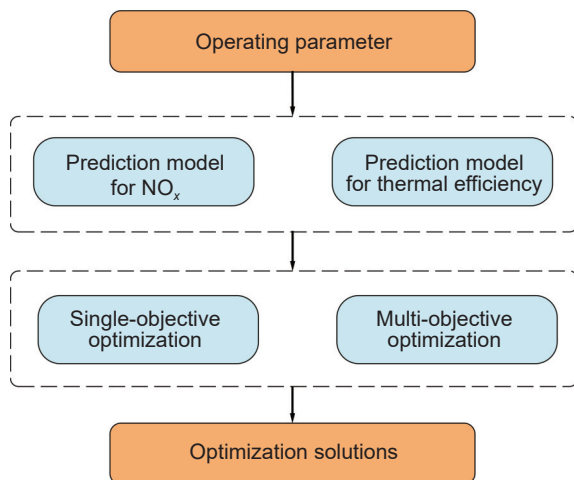 Operating parameter
Prediction model
for NOx
Prediction model
for thermal efficiency
Single-objective
optimization
Multi-objective
optimization
Optimization solutions